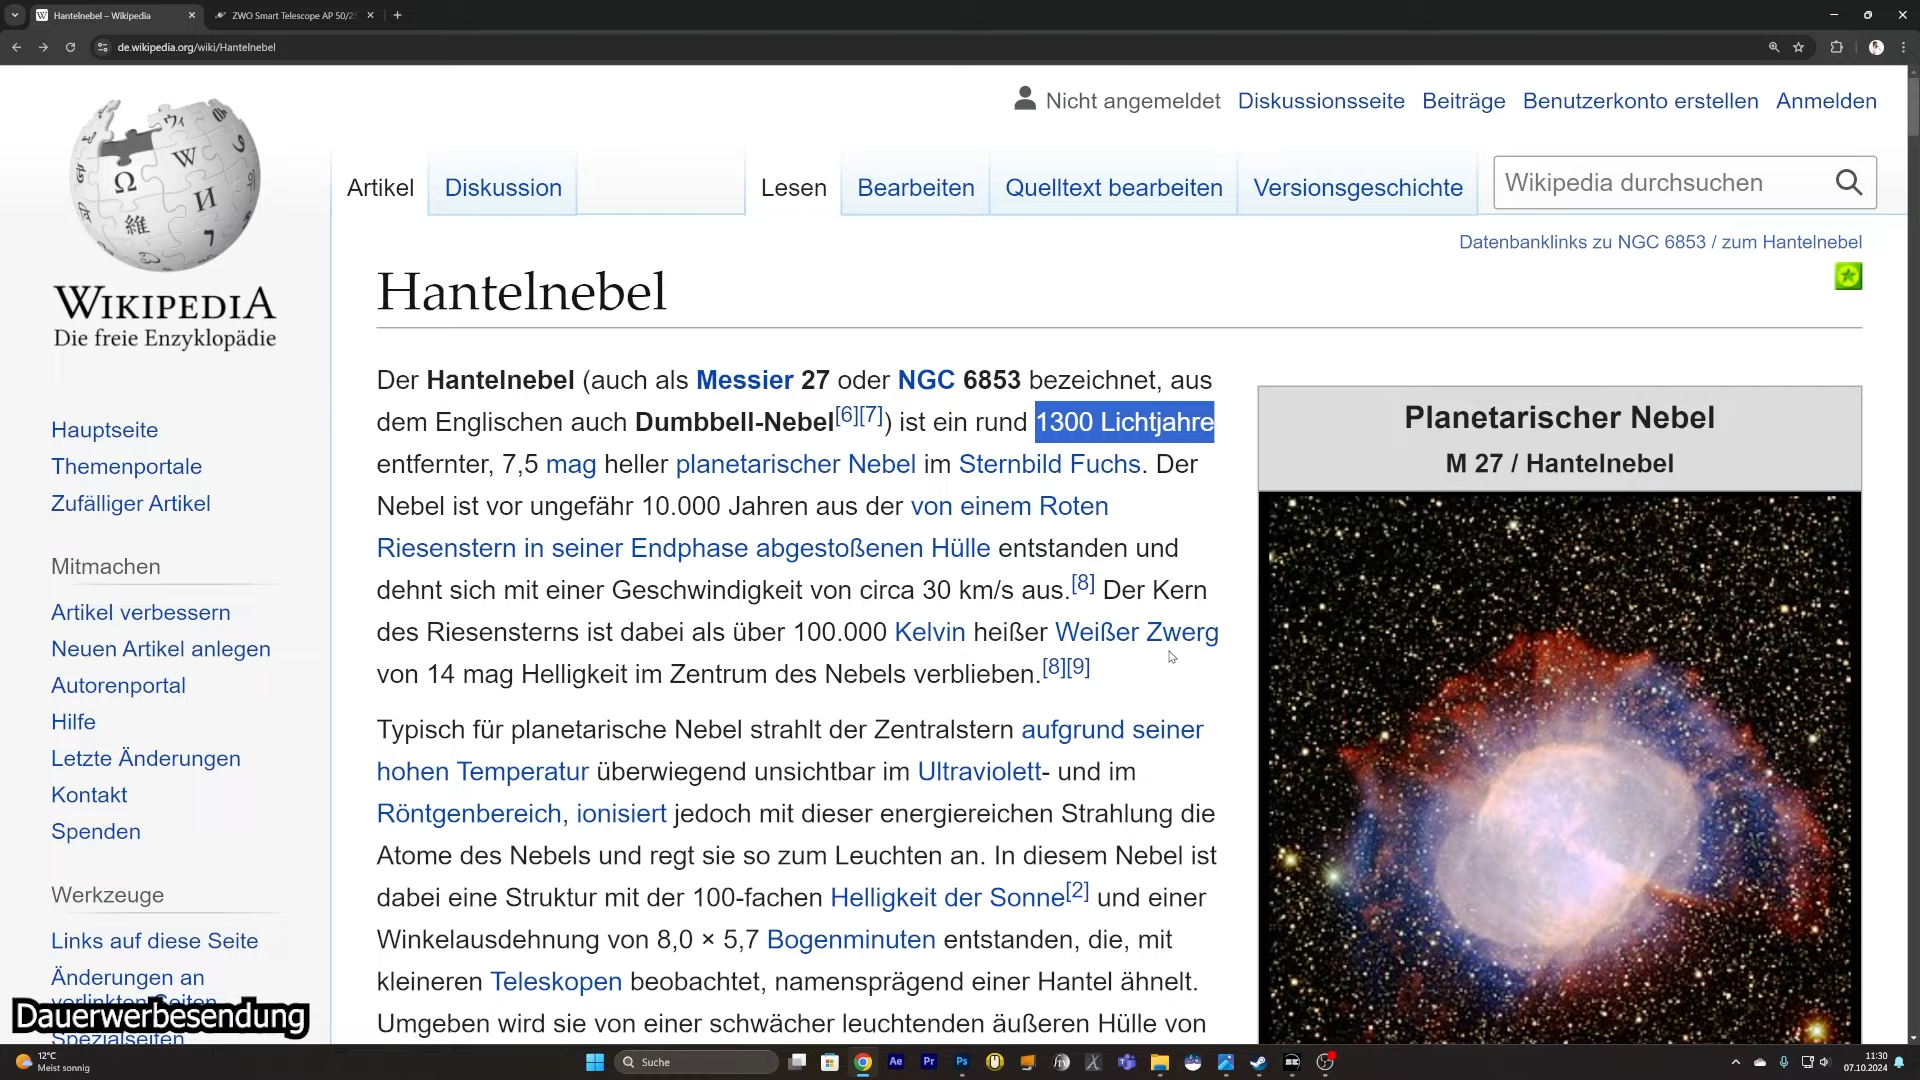 Hantelnebel – Wikipedia
ZWO Smart Telescope AP 50/25
de.wikipedia.org/wiki/Hantelnebel
Nicht angemeldet Diskussionsseite Beiträge Benutzerkonto erstellen Anmelden
Artikel Diskussion Lesen Bearbeiten Quelltext bearbeiten Versionsgeschichte
Wikipedia durchsuchen
Datenbanklinks zu NGC 6853 / zum Hantelnebel
WIKIPEDIA
Die freie Enzyklopädie
Hauptseite
Themenportale
Zufälliger Artikel
Mitmachen
Artikel verbessern
Neuen Artikel anlegen
Autorenportal
Hilfe
Letzte Änderungen
Kontakt
Spenden
Werkzeuge
Links auf diese Seite
Änderungen an
verlinkten Seiten
Spezialseiten
Hantelnebel
Der Hantelnebel (auch als Messier 27 oder NGC 6853 bezeichnet, aus
dem Englischen auch Dumbbell-Nebel[6][7]) ist ein rund 1300 Lichtjahre
entfernter, 7,5 mag heller planetarischer Nebel im Sternbild Fuchs. Der
Nebel ist vor ungefähr 10.000 Jahren aus der von einem Roten
Riesenstern in seiner Endphase abgestoßenen Hülle entstanden und
dehnt sich mit einer Geschwindigkeit von circa 30 km/s aus.[8] Der Kern
des Riesensterns ist dabei als über 100.000 Kelvin heißer Weißer Zwerg
von 14 mag Helligkeit im Zentrum des Nebels verblieben.[8][9]
Typisch für planetarische Nebel strahlt der Zentralstern aufgrund seiner
hohen Temperatur überwiegend unsichtbar im Ultraviolett- und im
Röntgenbereich, ionisiert jedoch mit dieser energiereichen Strahlung die
Atome des Nebels und regt sie so zum Leuchten an. In diesem Nebel ist
dabei eine Struktur mit der 100-fachen Helligkeit der Sonne[2] und einer
Winkelausdehnung von 8,0 × 5,7 Bogenminuten entstanden, die, mit
kleineren Teleskopen beobachtet, namensprägend einer Hantel ähnelt.
Umgeben wird sie von einer schwächer leuchtenden äußeren Hülle von
Planetarischer Nebel
M 27 / Hantelnebel
Dauerwerbesendung
12°C
Meist sonnig
Suche
Ae
Pr
Ps
11:30
07.10.2024